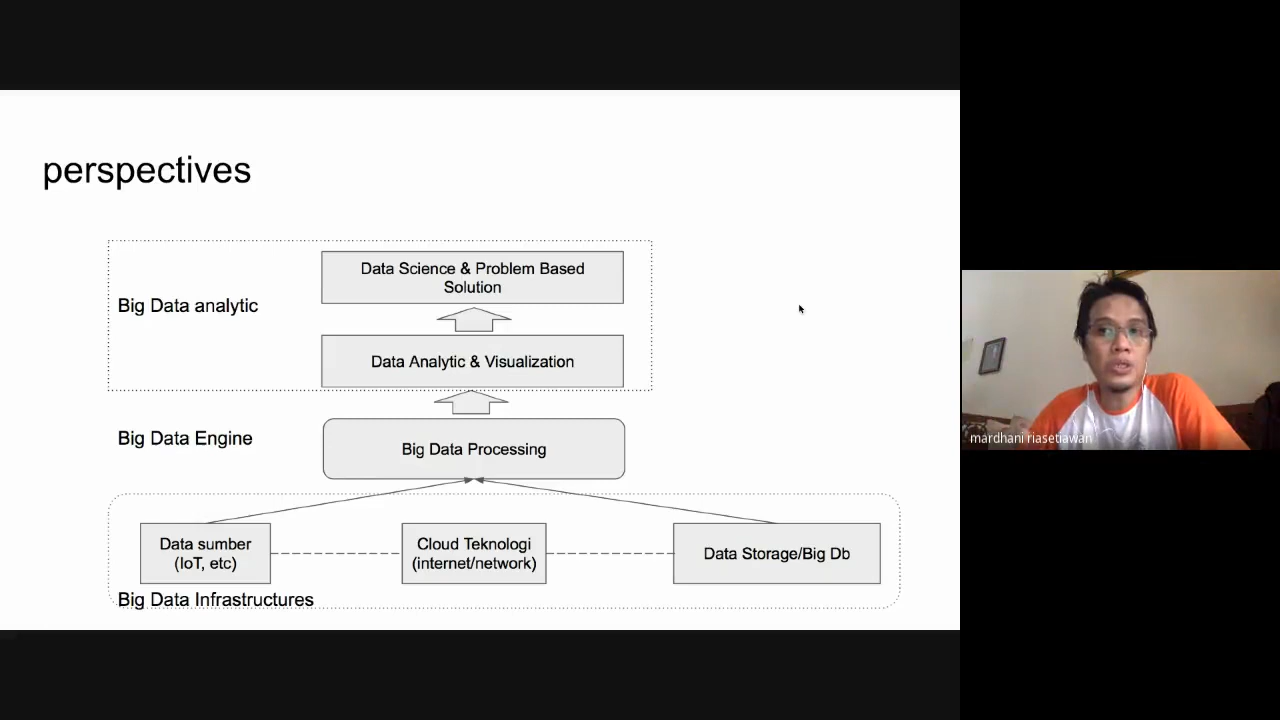 perspectives
Data Science & Problem Based
Solution
Big Data analytic
Data Analytic & Visualization
Big Data Engine
Big Data Processing
Data sumber
(IoT, etc)
Cloud Teknologi
(internet/network)
Data Storage/Big Db
Big Data Infrastructures
mardhani riasetiawan